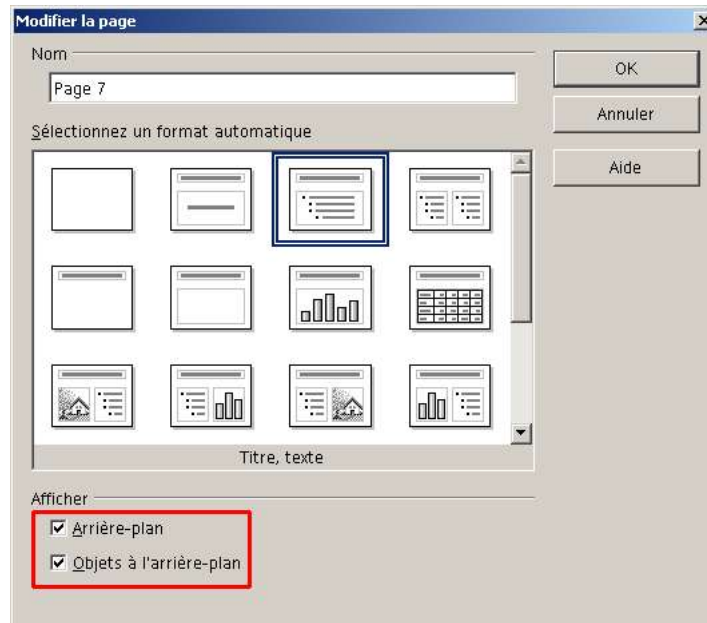 Modifier la page
Nom
Page 7
Sélectionnez un format automatique
Titre, texte
Afficher
Arrière-plan
Objets à l'arrière-plan
OK
Annuler
Aide